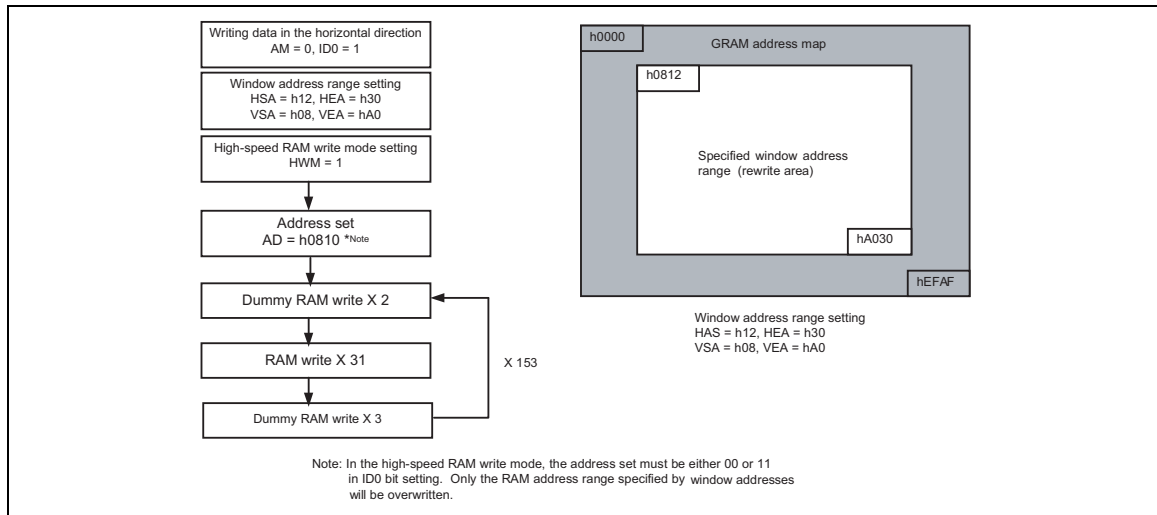 Writing data in the horizontal direction
AM = 0, ID0 = 1
Window address range setting
HSA = h12, HEA = h30
VSA = h08, VEA = hA0
High-speed RAM write mode setting
HWM = 1
Address set
AD = h0810 *Note
Dummy RAM write X 2
RAM write X 31
Dummy RAM write X 3
X 153
h0000
GRAM address map
h0812
Specified window address
range (rewrite area)
hA030
hEFAF
Window address range setting
HAS = h12, HEA = h30
VSA = h08, VEA = hA0
Note: In the high-speed RAM write mode, the address set must be either 00 or 11
in ID0 bit setting. Only the RAM address range specified by window addresses
will be overwritten.